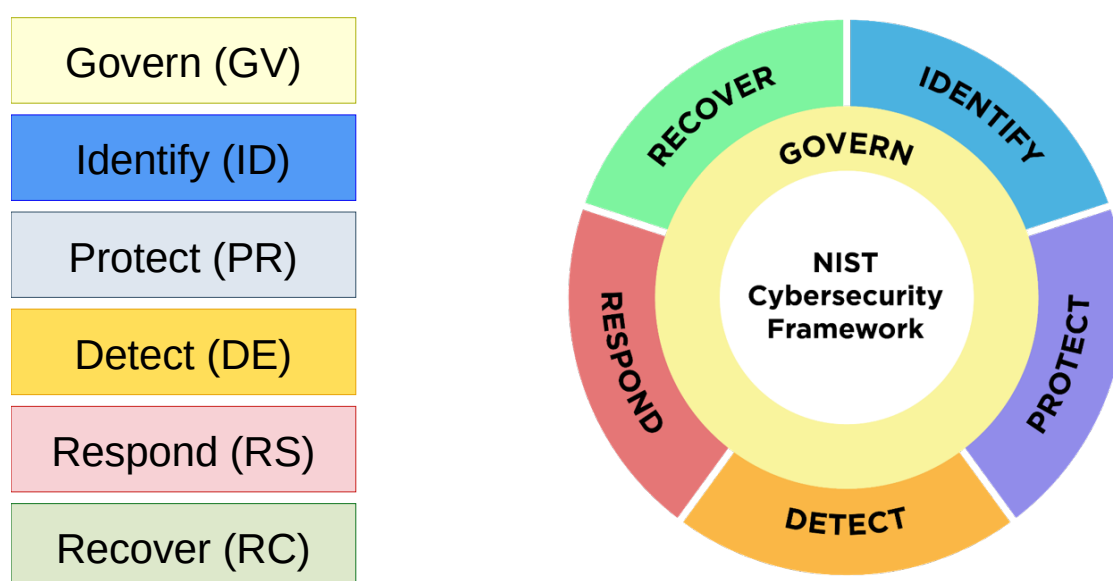 Govern (GV)
Identify (ID)
Protect (PR)
Detect (DE)
Respond (RS)
Recover (RC)
RECOVER
IDENTIFY
GOVERN
NIST
Cybersecurity
Framework
RESPOND
PROTECT
DETECT